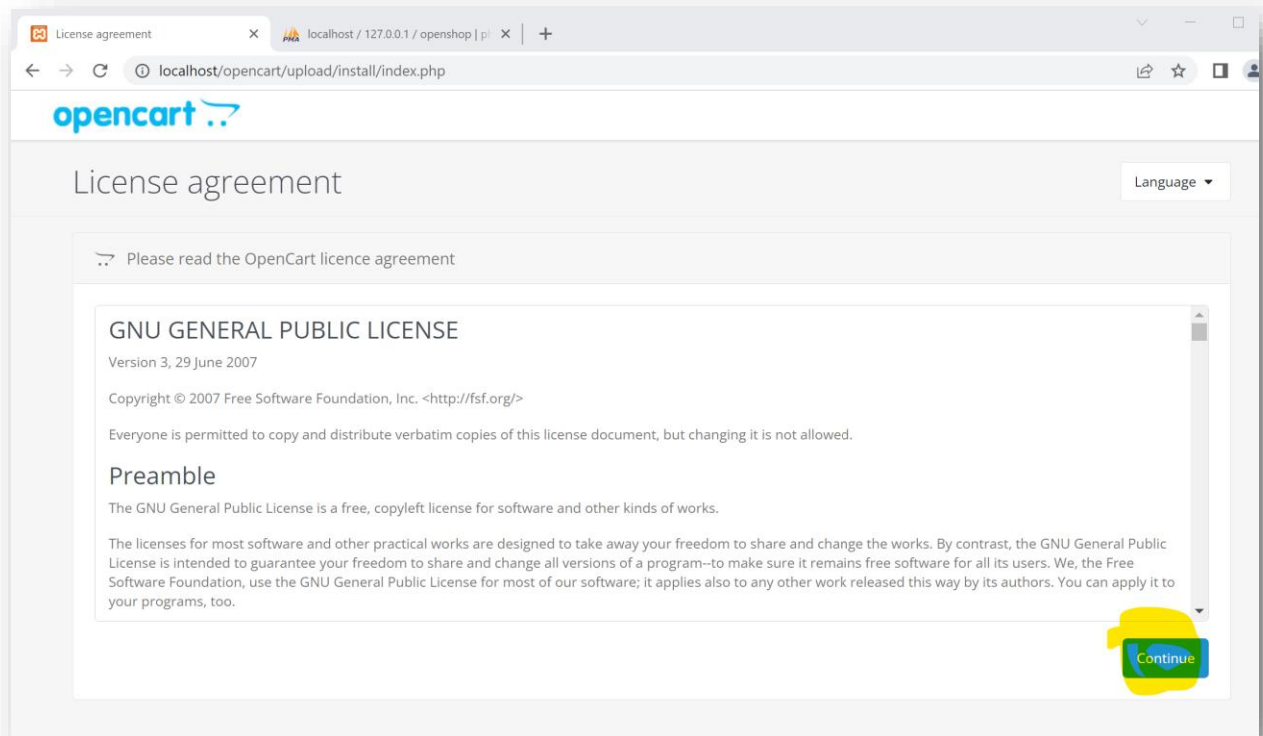 License agreement
localhost / 127.0.0.1 / openshop | ph
localhost/opencart/upload/install/index.php
opencart
License agreement
Language
Please read the OpenCart licence agreement
GNU GENERAL PUBLIC LICENSE
Version 3, 29 June 2007
Copyright © 2007 Free Software Foundation, Inc. <http://fsf.org/>
Everyone is permitted to copy and distribute verbatim copies of this license document, but changing it is not allowed.
Preamble
The GNU General Public License is a free, copyleft license for software and other kinds of works.
The licenses for most software and other practical works are designed to take away your freedom to share and change the works. By contrast, the GNU General Public
License is intended to guarantee your freedom to share and change all versions of a program--to make sure it remains free software for all its users. We, the Free
Software Foundation, use the GNU General Public License for most of our software; it applies also to any other work released this way by its authors. You can apply it to
your programs, too.
Continue